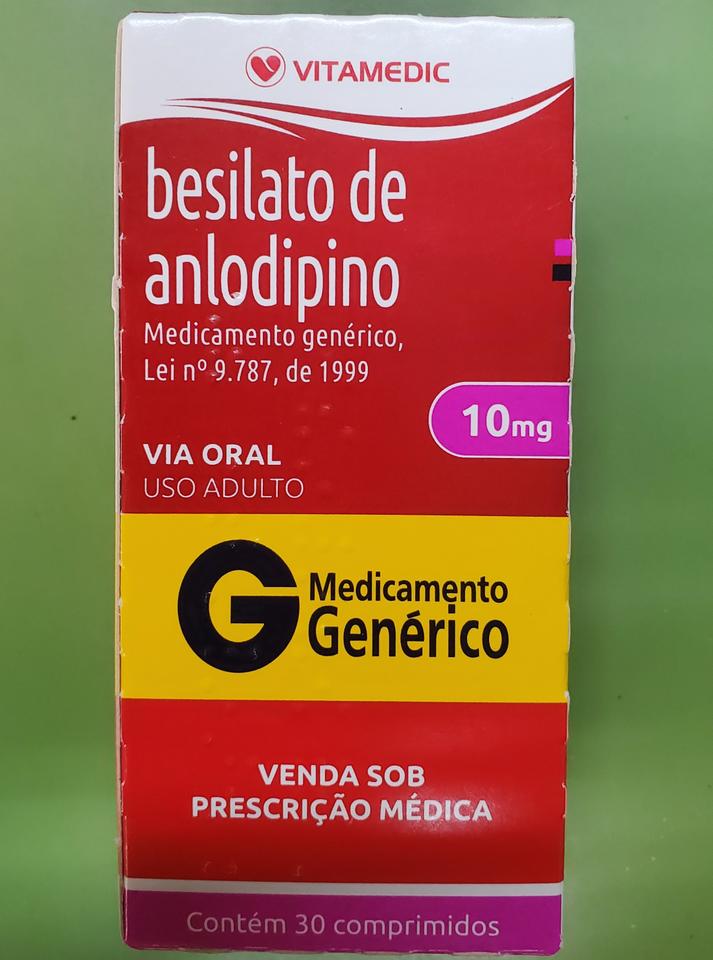 VITAMEDIC
besilato de
anlodipino
Medicamento genérico,
Lei nº 9.787, de 1999
10mg
VIA ORAL
USO ADULTO
G Medicamento
Genérico
VENDA SOB
PRESCRIÇÃO MÉDICA
Contém 30 comprimidos